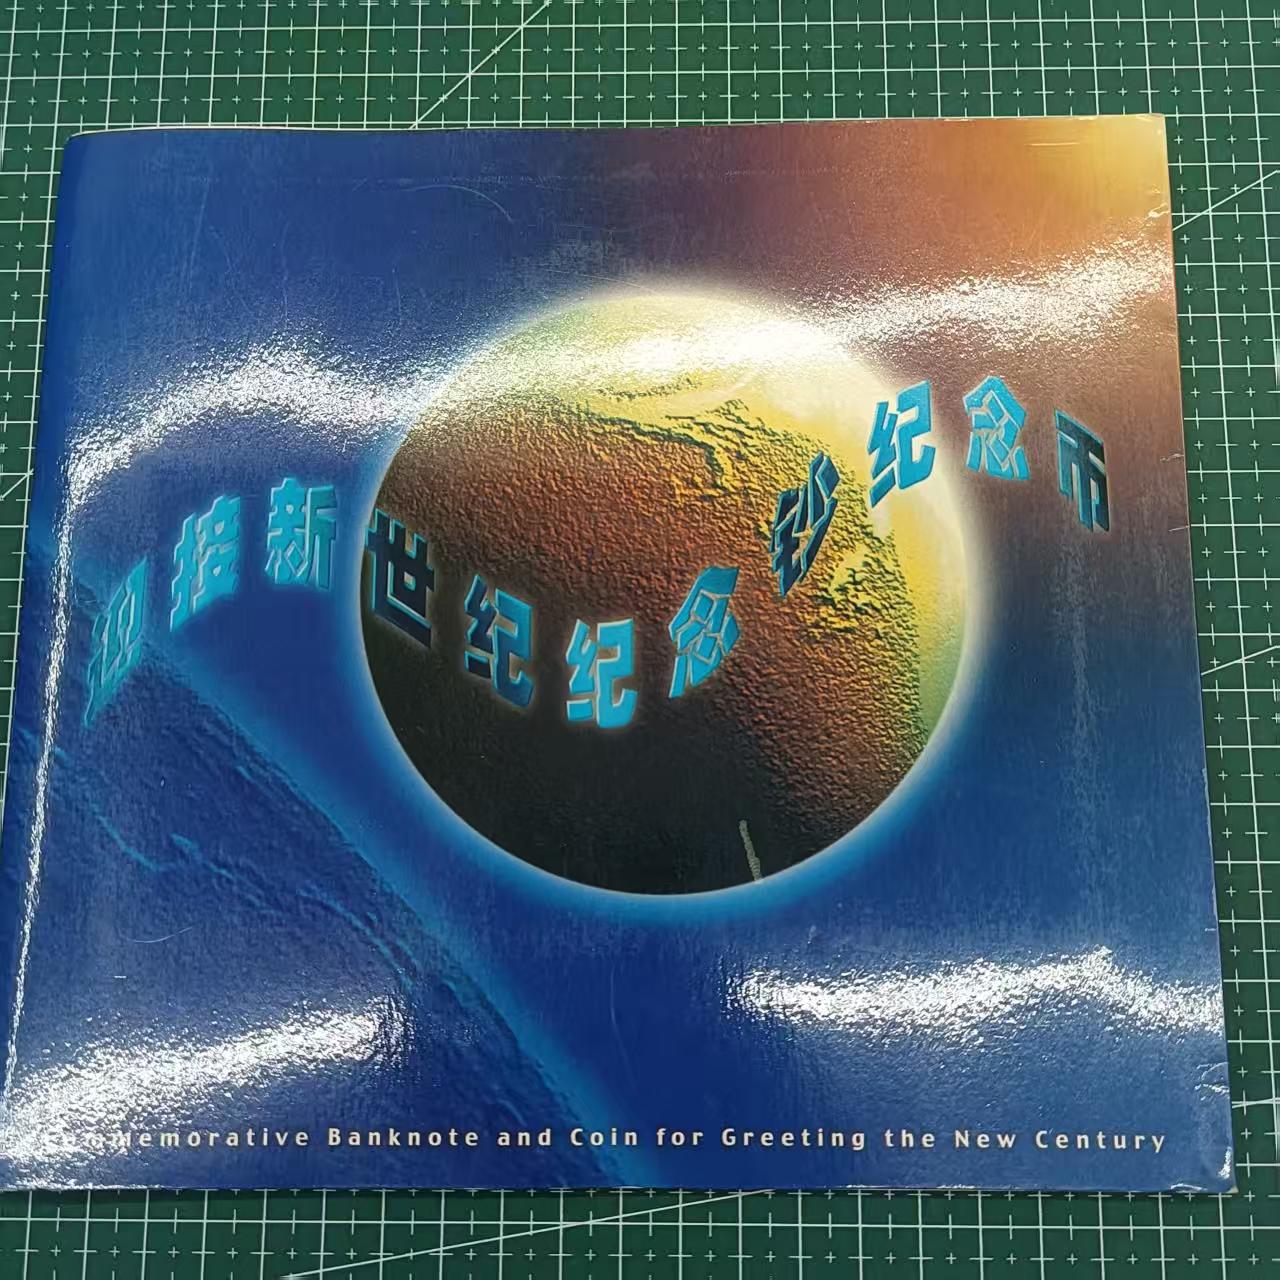 迎接新世纪纪念钞纪念币
Commemorative Banknote and Coin for Greeting the New Century